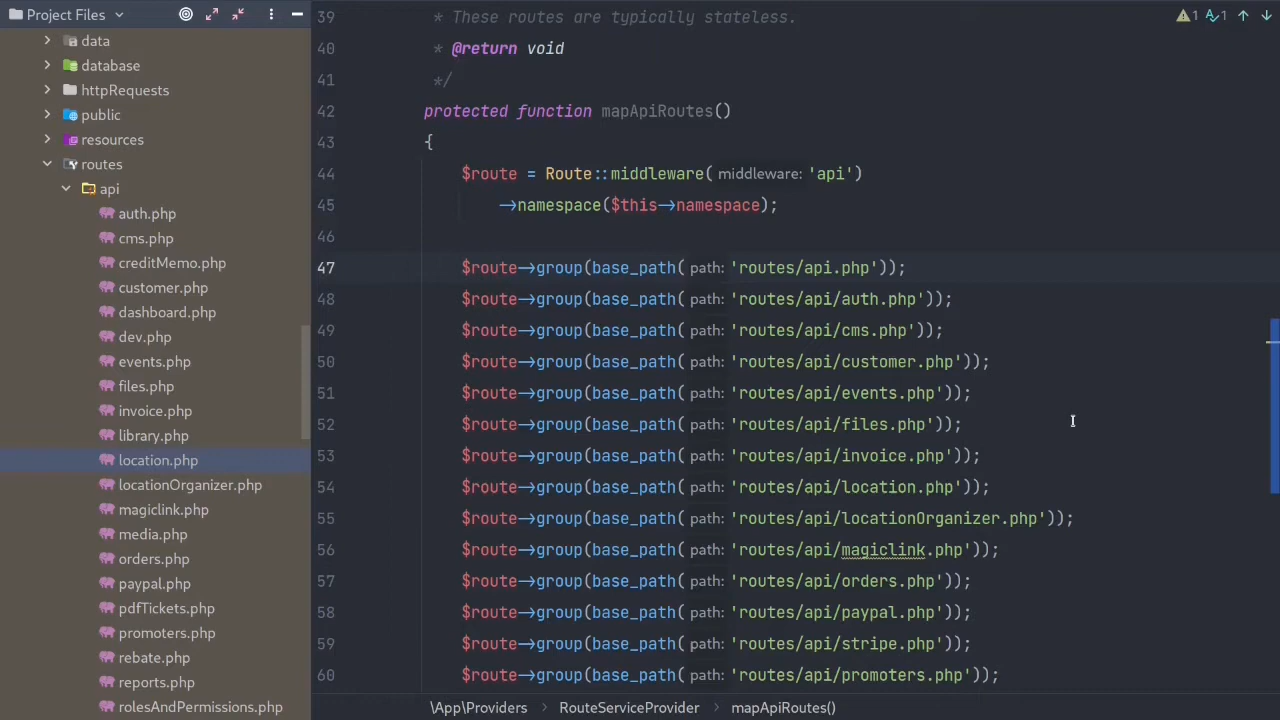 Project Files
data
database
httpRequests
public
resources
routes
api
auth.php
cms.php
creditMemo.php
customer.php
dashboard.php
dev.php
events.php
files.php
invoice.php
library.php
location.php
locationOrganizer.php
magiclink.php
media.php
orders.php
paypal.php
pdfTickets.php
promoters.php
rebate.php
reports.php
rolesAndPermissions.php
1 1
39 * These routes are typically stateless.
40 * @return void
41 */
42 protected function mapApiRoutes()
43 {
44 $route = Route::middleware( middleware: 'api')
45 ->namespace($this->namespace);
46
47 $route->group(base_path( path: 'routes/api.php'));
48 $route->group(base_path( path: 'routes/api/auth.php'));
49 $route->group(base_path( path: 'routes/api/cms.php'));
50 $route->group(base_path( path: 'routes/api/customer.php'));
51 $route->group(base_path( path: 'routes/api/events.php'));
52 $route->group(base_path( path: 'routes/api/files.php'));
53 $route->group(base_path( path: 'routes/api/invoice.php'));
54 $route->group(base_path( path: 'routes/api/location.php'));
55 $route->group(base_path( path: 'routes/api/locationOrganizer.php'));
56 $route->group(base_path( path: 'routes/api/magiclink.php'));
57 $route->group(base_path( path: 'routes/api/orders.php'));
58 $route->group(base_path( path: 'routes/api/paypal.php'));
59 $route->group(base_path( path: 'routes/api/stripe.php'));
60 $route->group(base_path( path: 'routes/api/promoters.php'));
\App\Providers > RouteServiceProvider > mapApiRoutes()